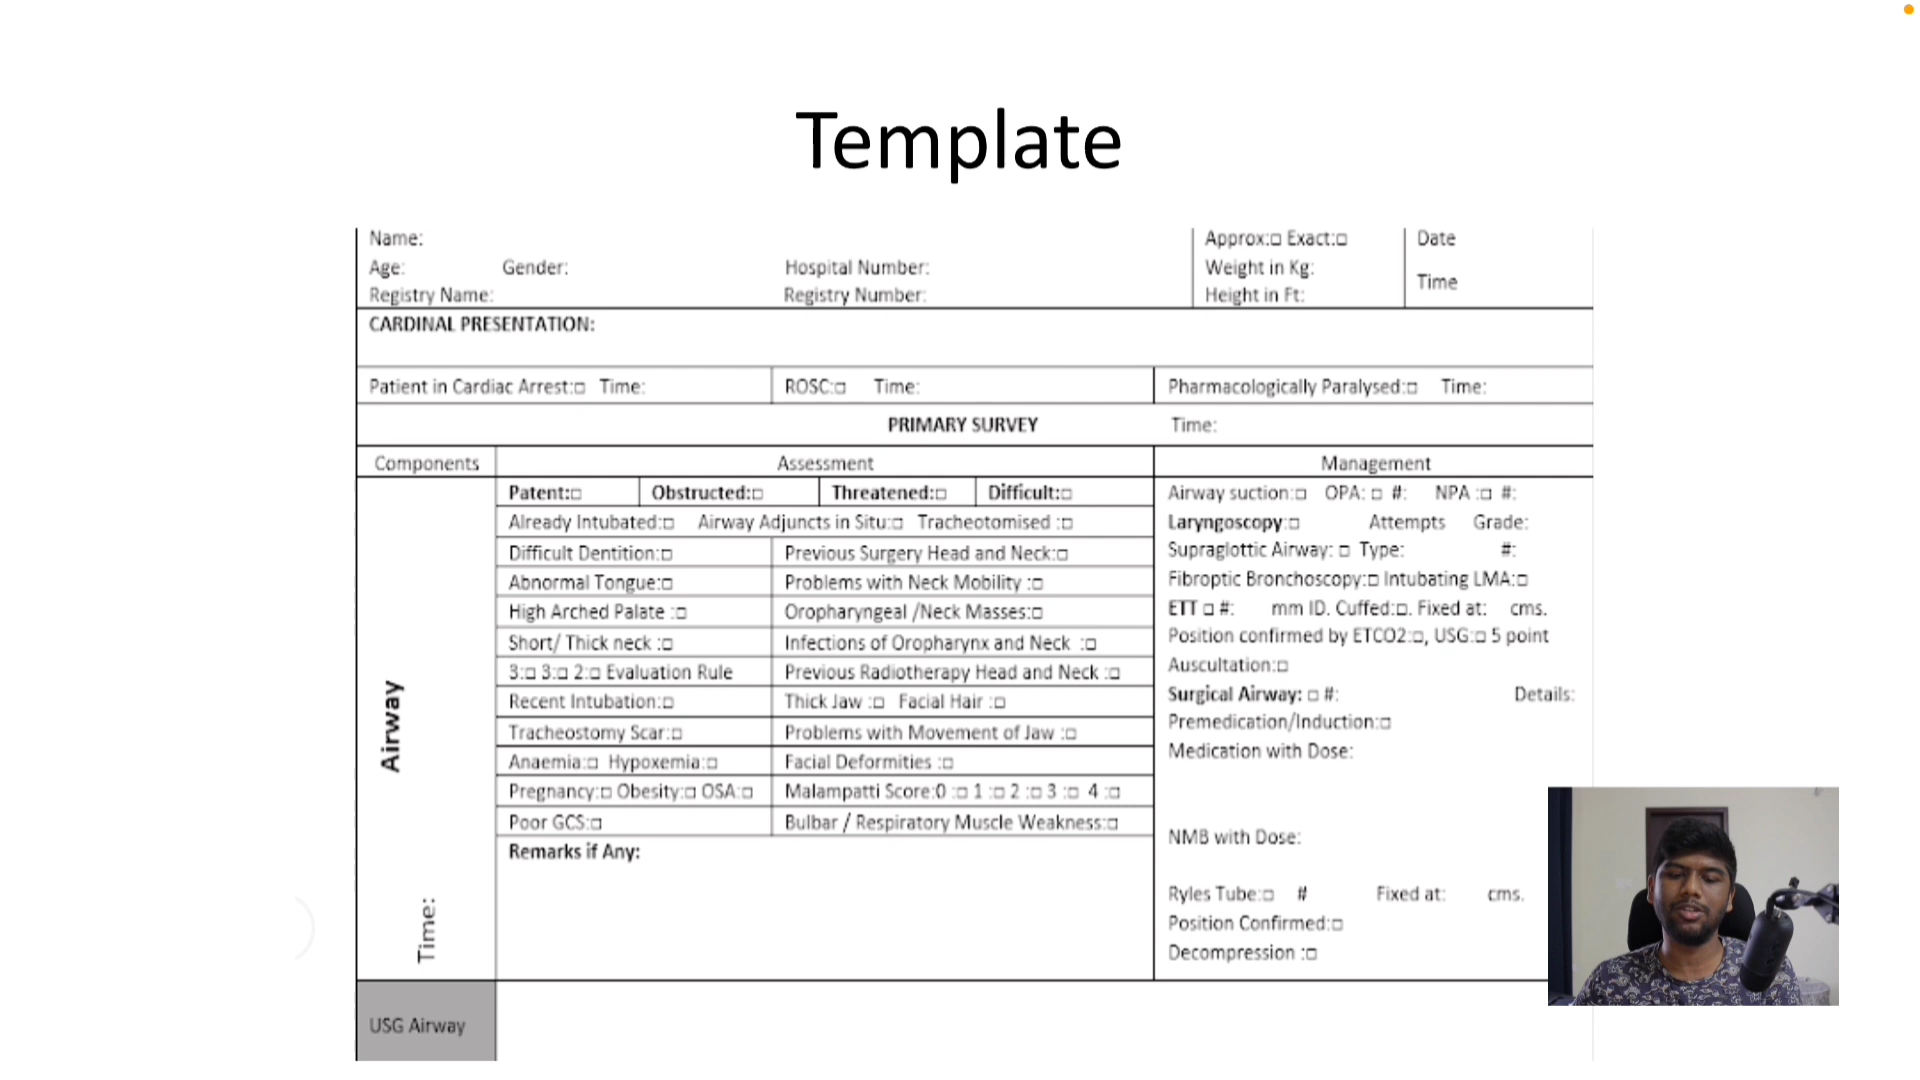 Template
Name: Approx:□ Exact:□ Date
Age: Gender: Hospital Number: Weight in Kg: Time
Registry Name: Registry Number: Height in Ft:
CARDINAL PRESENTATION:
Patient in Cardiac Arrest:□ Time: ROSC:□ Time: Pharmacologically Paralysed:□ Time:
PRIMARY SURVEY Time:
Components Assessment Management
Airway
Time:
Patent:□ Obstructed:□ Threatened:□ Difficult:□
Already Intubated:□ Airway Adjuncts in Situ:□ Tracheotomised :□
Difficult Dentition:□ Previous Surgery Head and Neck:□
Abnormal Tongue:□ Problems with Neck Mobility :□
High Arched Palate :□ Oropharyngeal /Neck Masses:□
Short/ Thick neck :□ Infections of Oropharynx and Neck :□
3:□ 3:□ 2:□ Evaluation Rule Previous Radiotherapy Head and Neck :□
Recent Intubation:□ Thick Jaw :□ Facial Hair :□
Tracheostomy Scar:□ Problems with Movement of Jaw :□
Anaemia:□ Hypoxemia:□ Facial Deformities :□
Pregnancy:□ Obesity:□ OSA:□ Malampatti Score:0 :□ 1 :□ 2 :□ 3 :□ 4 :□
Poor GCS:□ Bulbar / Respiratory Muscle Weakness:□
Remarks if Any:
Airway suction:□ OPA: □ #: NPA :□ #:
Laryngoscopy:□ Attempts Grade:
Supraglottic Airway: □ Type: #:
Fibroptic Bronchoscopy:□ Intubating LMA:□
ETT □ #: mm ID. Cuffed:□. Fixed at: cms.
Position confirmed by ETCO2:□, USG:□ 5 point
Auscultation:□
Surgical Airway: □ #: Details:
Premedication/Induction:□
Medication with Dose:
NMB with Dose:
Ryles Tube:□ # Fixed at: cms.
Position Confirmed:□
Decompression :□
USG Airway